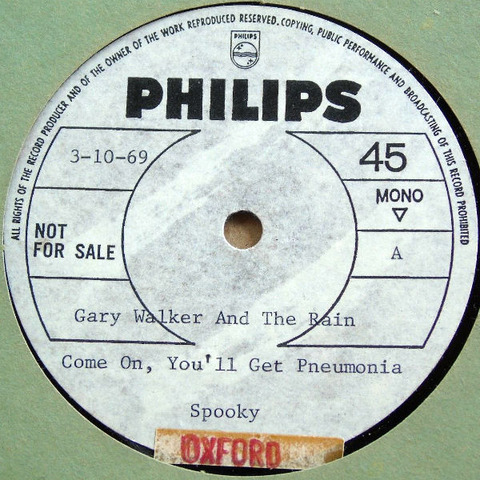 ALL RIGHTS OF THE RECORD PRODUCER AND OF THE OWNER OF THE WORK REPRODUCED RESERVED. COPYING, PUBLIC PERFORMANCE AND BROADCASTING OF THIS RECORD PROHIBITED
PHILIPS
PHILIPS
3-10-69
45
MONO
NOT
FOR SALE
A
Gary Walker And The Rain
Come On, You'll Get Pneumonia
Spooky
OXFORD